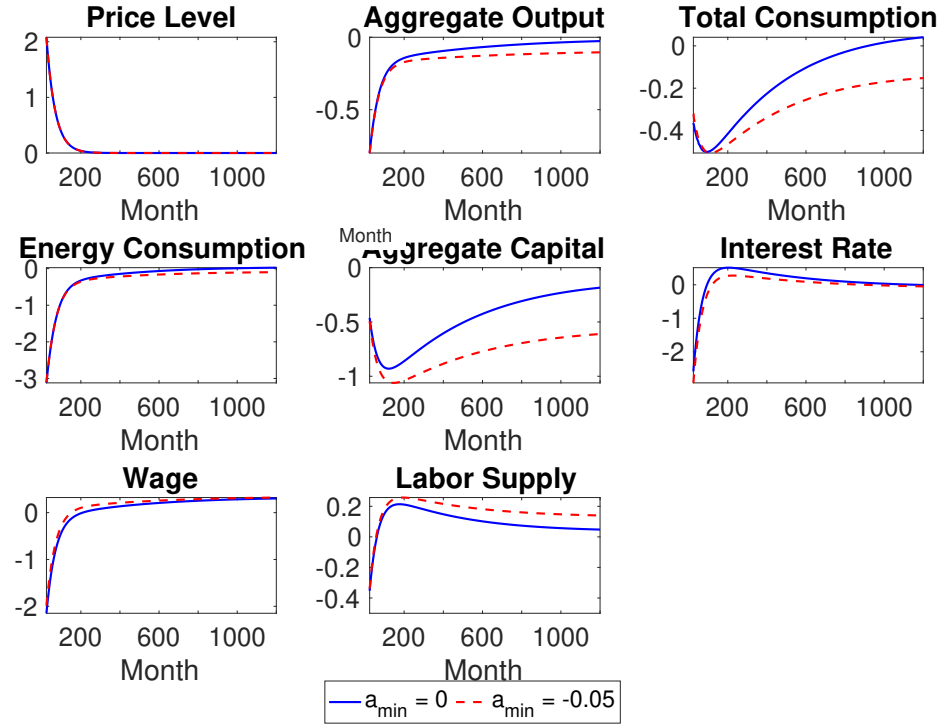 Price Level
2
1
0
200 600 1000
Month
Aggregate Output
0
-0.5
200 600 1000
Month
Total Consumption
0
-0.2
-0.4
200 600 1000
Month
Energy Consumption
0
-1
-2
-3
200 600 1000
Month
Month
Aggregate Capital
-0.5
-1
200 600 1000
Month
Interest Rate
0
-1
-2
200 600 1000
Month
Wage
0
-1
-2
200 600 1000
Month
Labor Supply
0.2
0
-0.2
-0.4
200 600 1000
Month
a_min = 0 a_min = -0.05